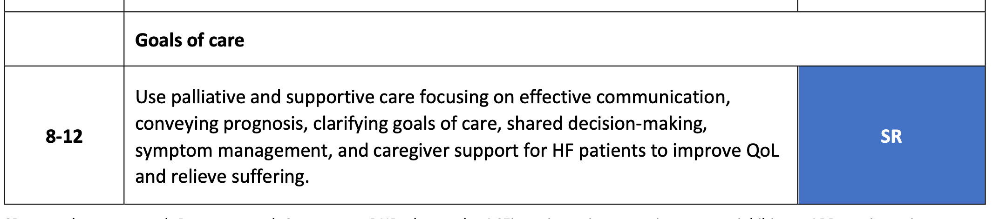 Goals of care
Use palliative and supportive care focusing on effective communication,
conveying prognosis, clarifying goals of care, shared decision-making,
8-12
SR
symptom management, and caregiver support for HF patients to improve QoL
and relieve suffering.